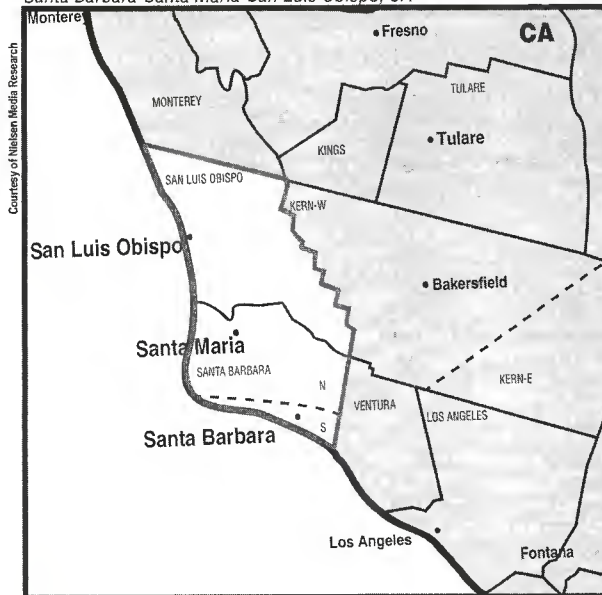 Santa Barbara-Santa Maria-San Luis Obispo, CA
Montere
Fresno
CA
Courtesy of Nielsen Media Research
MONTEREY
TULARE
KINGS
Tulare
SAN LUIS OBISPO
KERN-W
San Luis Obispo
Bakersfield
Santa Maria
SANTA BARBARA
N
KERN-E
VENTURA
LOS ANGELES
S
Santa Barbara
Los Angeles
Fontana